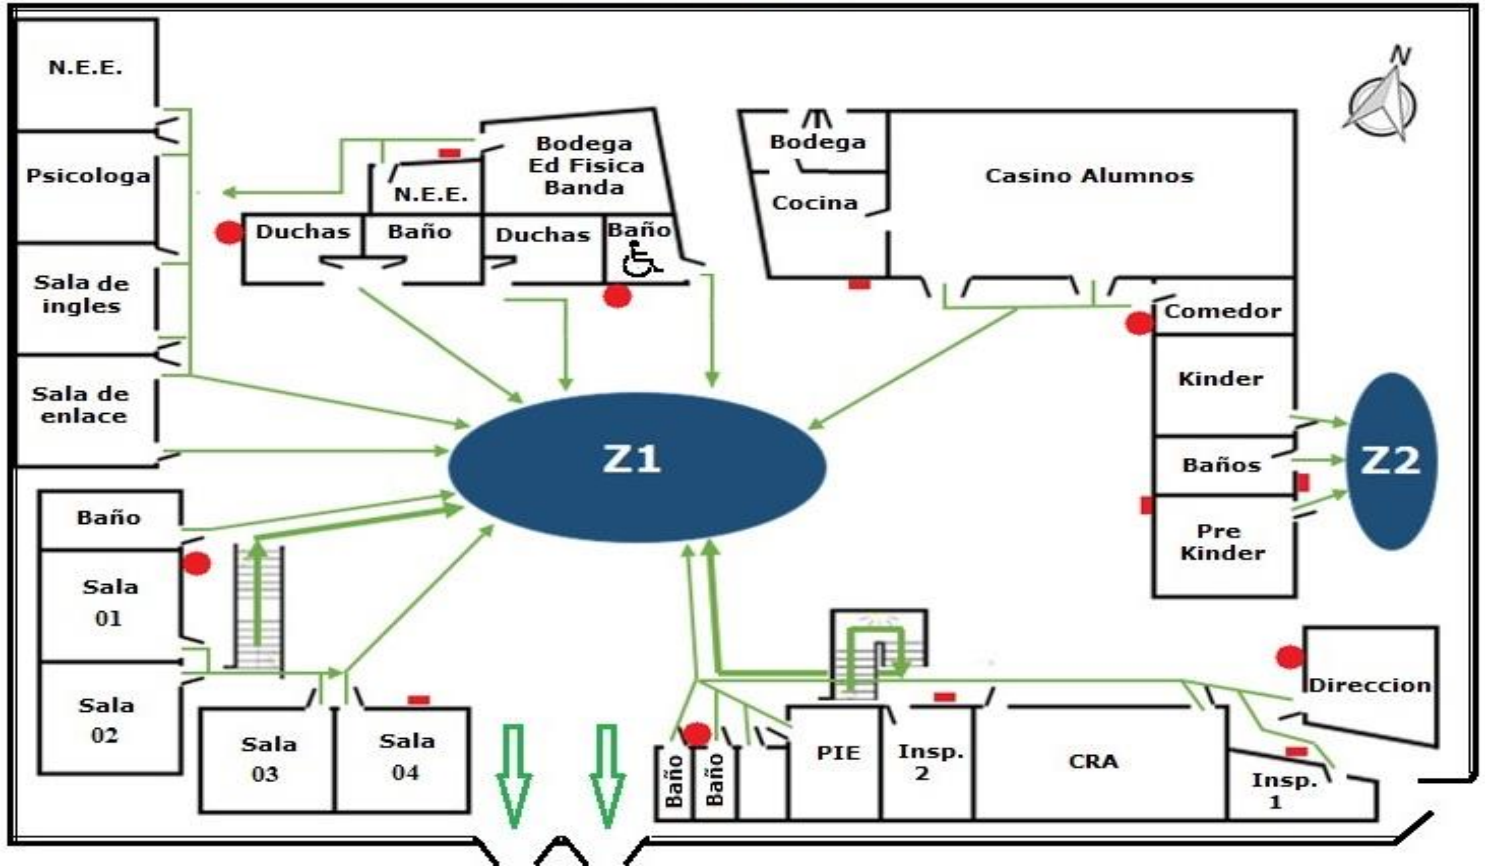 N.E.E.
N
Bodega
Ed Fisica
Banda
Bodega
Psicologa
Casino Alumnos
N.E.E.
Cocina
Duchas
Baño
Duchas
Baño
Sala de
ingles
Comedor
Kinder
Sala de
enlace
Z1
Baños
Z2
Baño
Pre
Kinder
Sala
01
Direccion
Sala
02
Sala
03
Sala
04
Baño
Baño
PIE
Insp.
2
CRA
Insp.
1